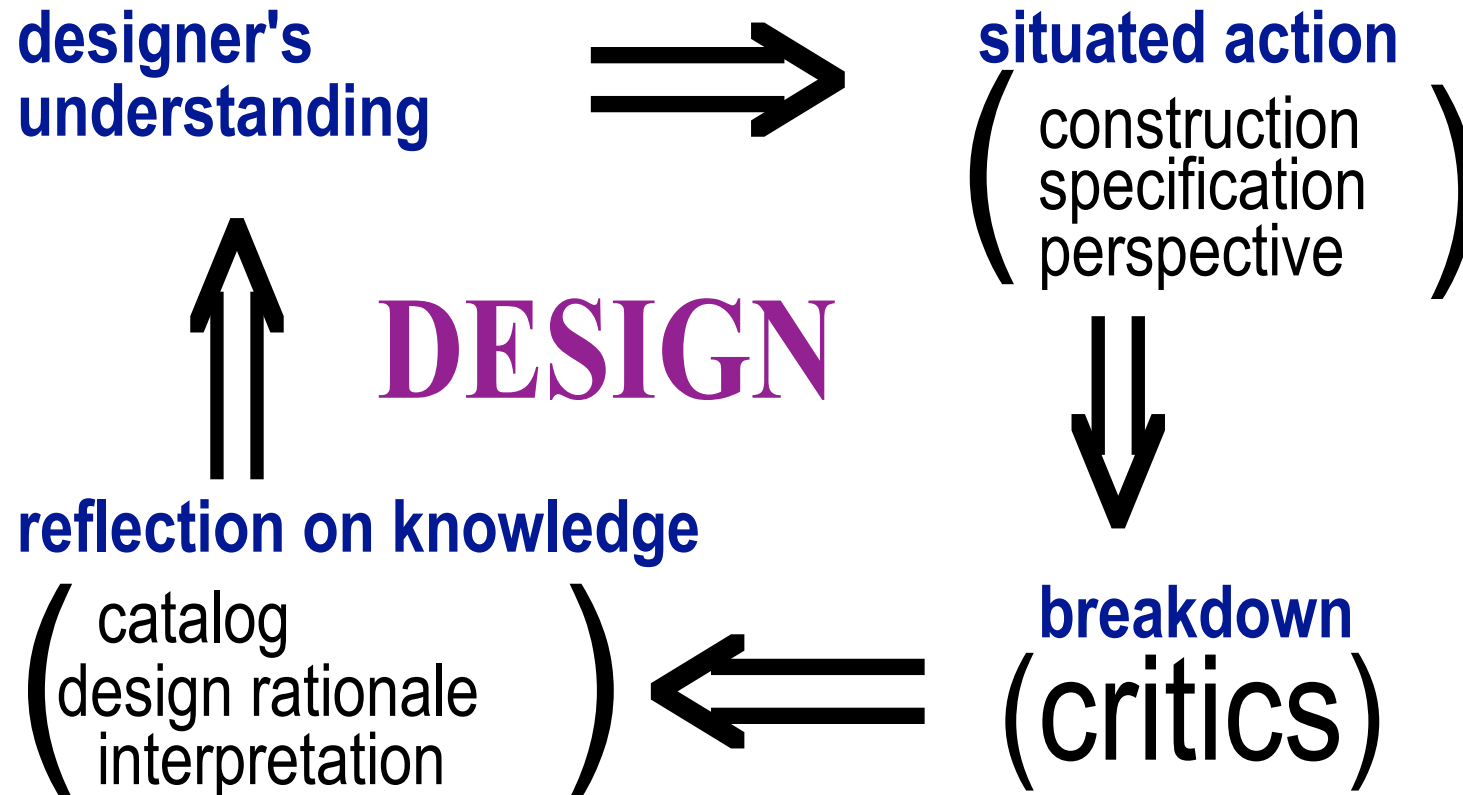 designer's
understanding
situated action
(construction
specification
perspective)
DESIGN
reflection on knowledge
(catalog
design rationale
interpretation)
breakdown
(critics)